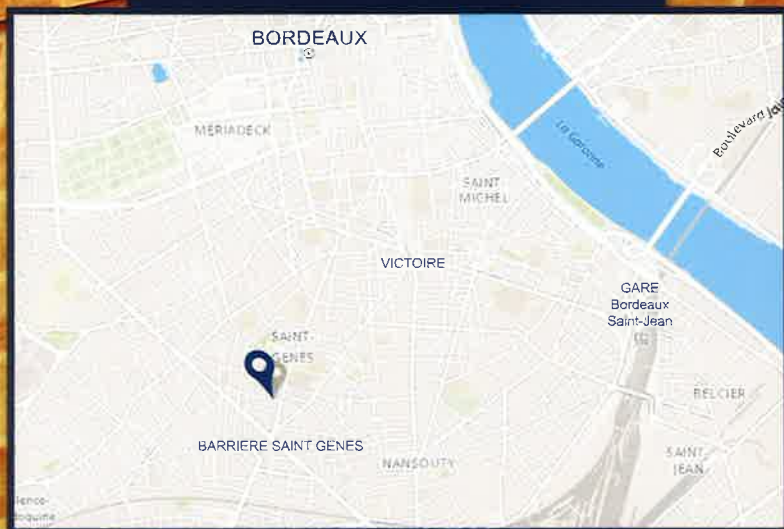 BORDEAUX
MERIADECK
La Garonne
Boulevard
SAINT
MICHEL
VICTOIRE
GARE
Bordeaux
Saint-Jean
SAINT-
GENES
BELCIER
BARRIERE SAINT GENES
NANSOUTY
SAINT-
JEAN